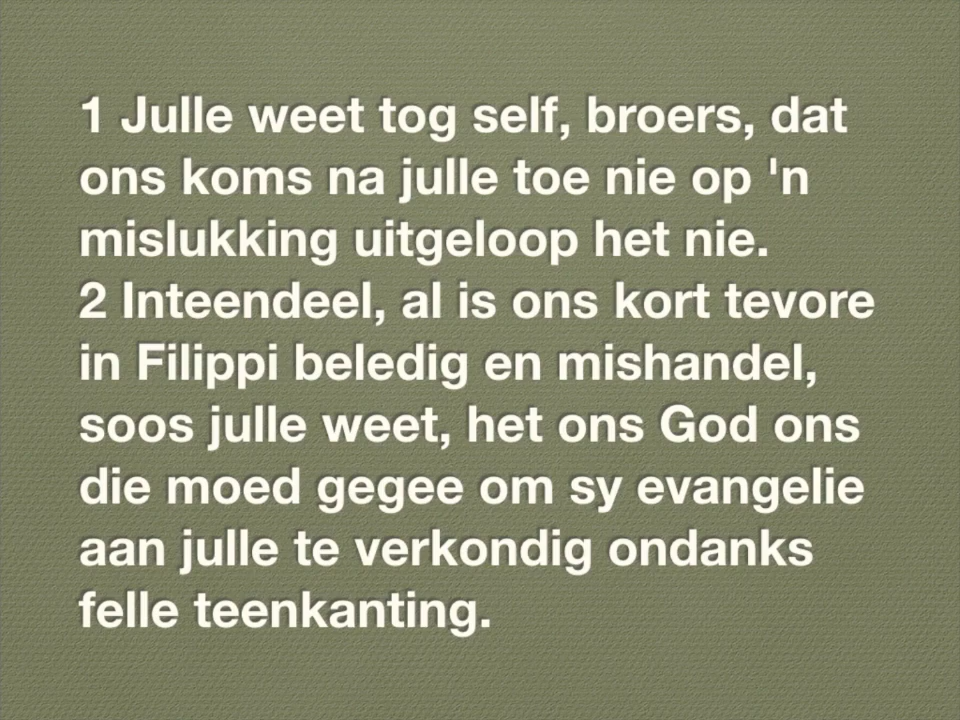 1 Julle weet tog self, broers, dat
ons koms na julle toe nie op 'n
mislukking uitgeloop het nie.
2 Inteendeel, al is ons kort tevore
in Filippi beledig en mishandel,
soos julle weet, het ons God ons
die moed gegee om sy evangelie
aan julle te verkondig ondanks
felle teenkanting.